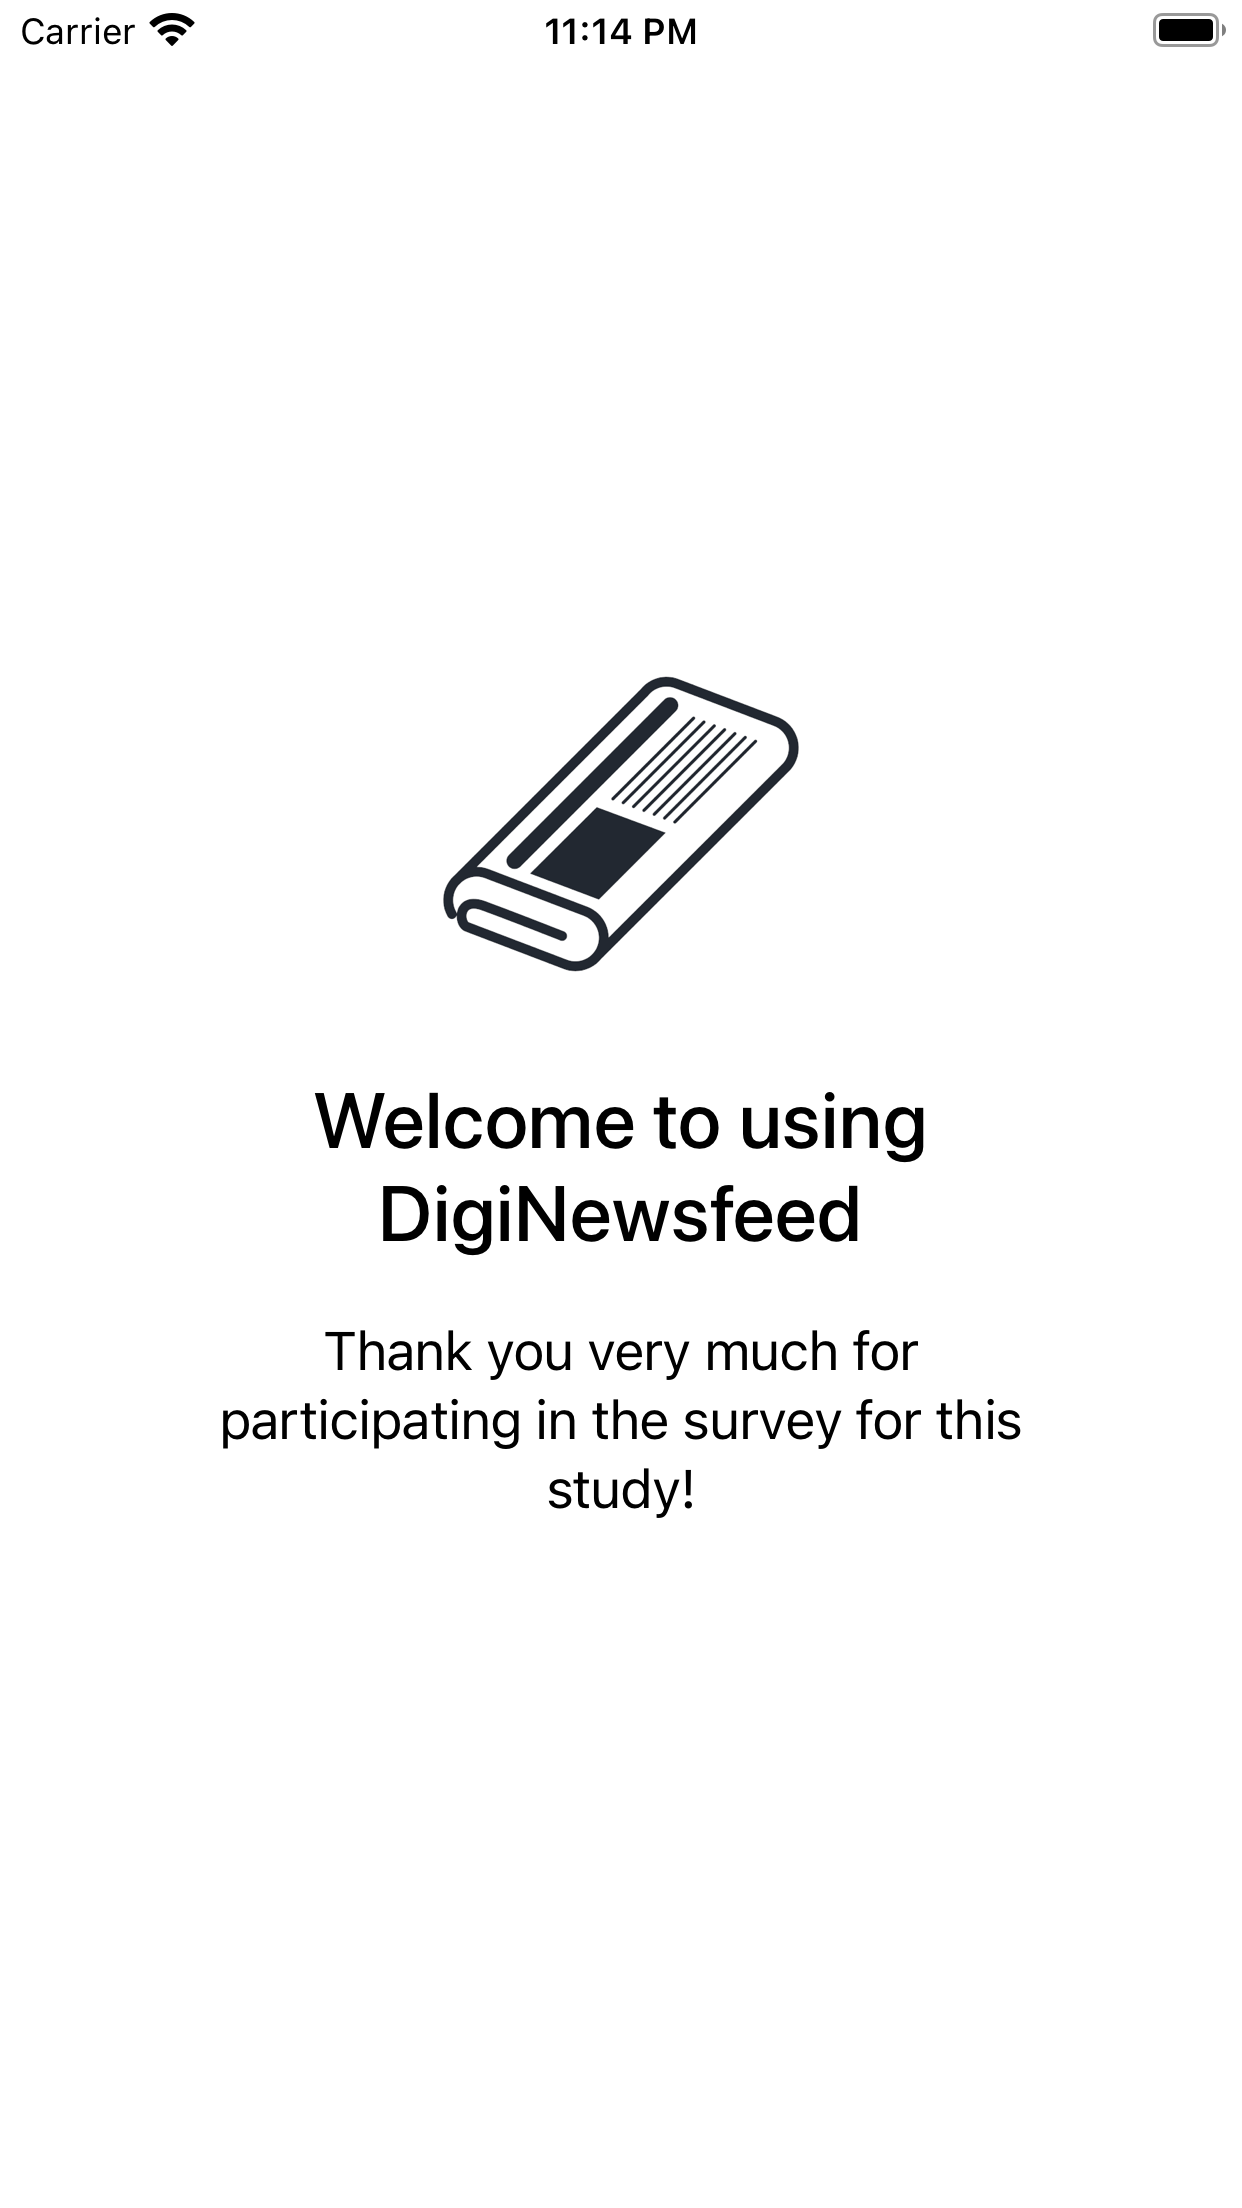 Carrier 11:14 PM
Welcome to using
DigiNewsfeed
Thank you very much for
participating in the survey for this
study!